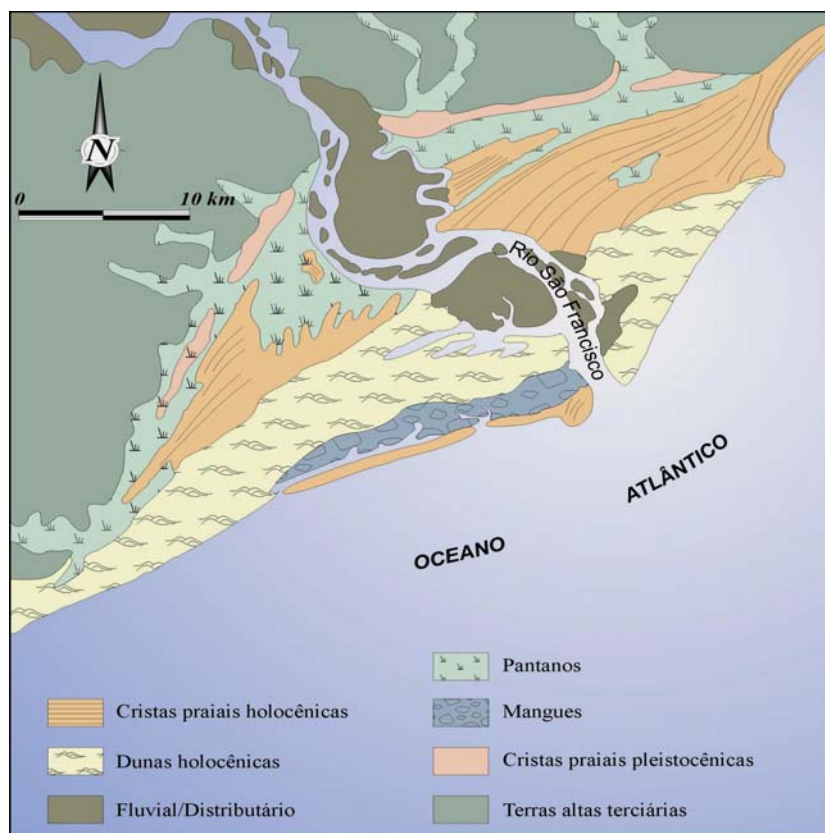 N
0 10 km
Rio São Francisco
ATLÂNTICO
OCEANO
Pantanos
Cristas praiais holocênicas
Mangues
Dunas holocênicas
Cristas praiais pleistocênicas
Fluvial/Distributário
Terras altas terciárias